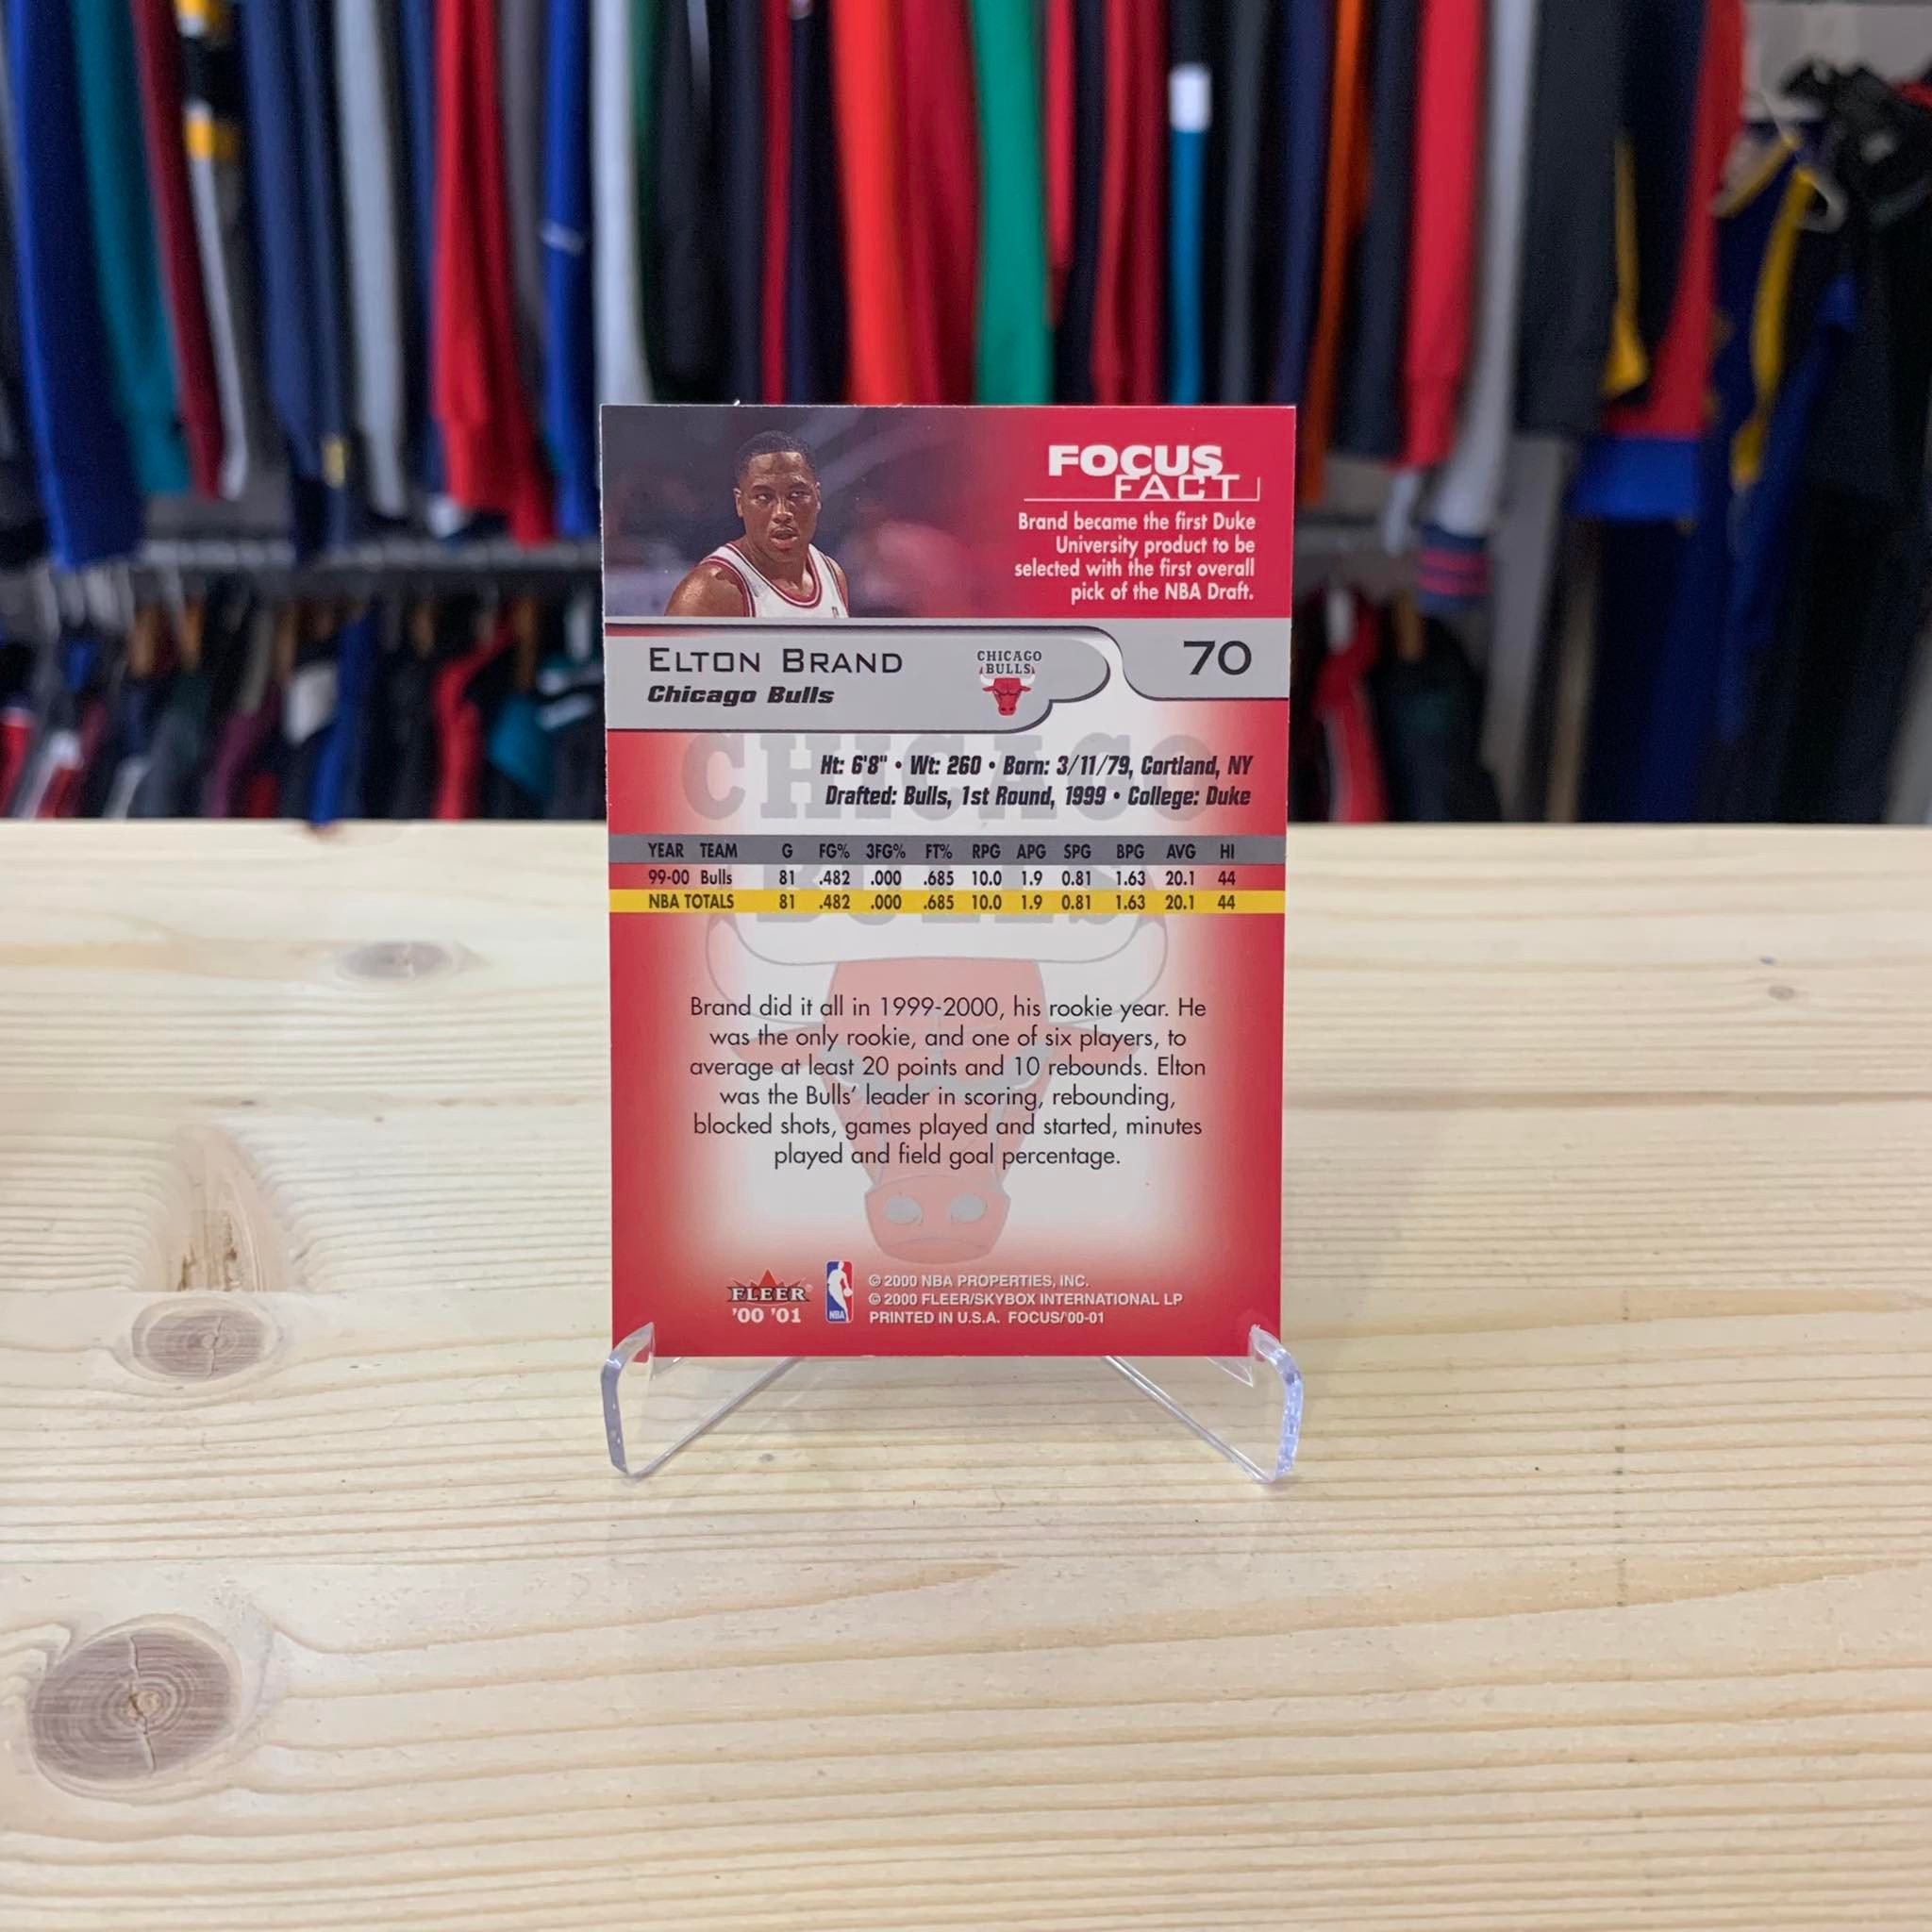 FOCUS
FACT
Brand became the first Duke
University product to be
selected with the first overall
pick of the NBA Draft.
ELTON BRAND
Chicago Bulls
CHICAGO
BULLS
70
CHICAGO
BULLS
Ht: 6'8" • Wt: 260 • Born: 3/11/79, Cortland, NY
Drafted: Bulls, 1st Round, 1999 • College: Duke
YEAR TEAM G FG% 3FG% FT% RPG APG SPG BPG AVG HI
99-00 Bulls 81 .482 .000 .685 10.0 1.9 0.81 1.63 20.1 44
NBA TOTALS 81 .482 .000 .685 10.0 1.9 0.81 1.63 20.1 44
Brand did it all in 1999-2000, his rookie year. He
was the only rookie, and one of six players, to
average at least 20 points and 10 rebounds. Elton
was the Bulls' leader in scoring, rebounding,
blocked shots, games played and started, minutes
played and field goal percentage.
FLEER
'00 '01
NBA
© 2000 NBA PROPERTIES, INC.
© 2000 FLEER/SKYBOX INTERNATIONAL LP
PRINTED IN U.S.A. FOCUS/'00-01